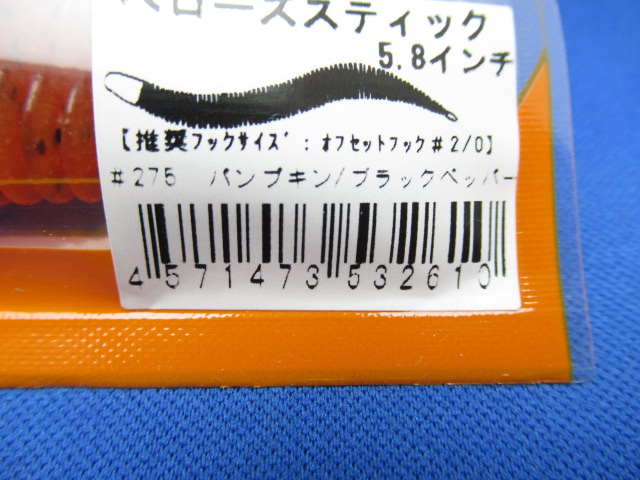 ベローズスティック
5.8インチ
【推奨フックサイズ:オフセットフック#2/0】
#275 パンプキン/ブラックペッパー
4571473532610